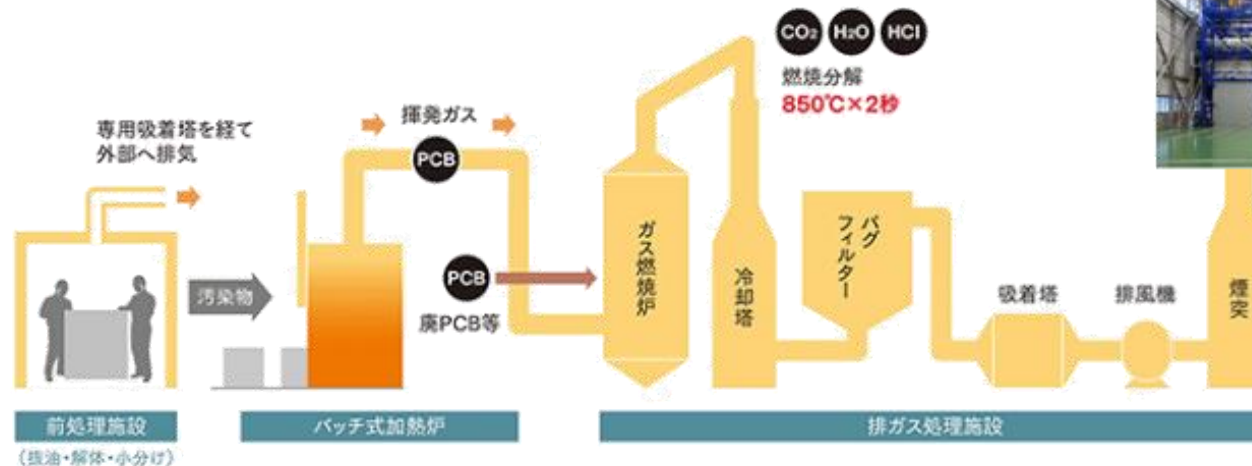 CO₂ H₂O HCl
燃焼分解
850℃×2秒
専用吸着塔を経て
外部へ排気
揮発ガス
PCB
汚染物
PCB
廃PCB等
ガス燃焼炉
冷却塔
バグ
フィルター
吸着塔
排風機
煙突
前処理施設
(抜油・解体・小分け)
バッチ式加熱炉
排ガス処理施設